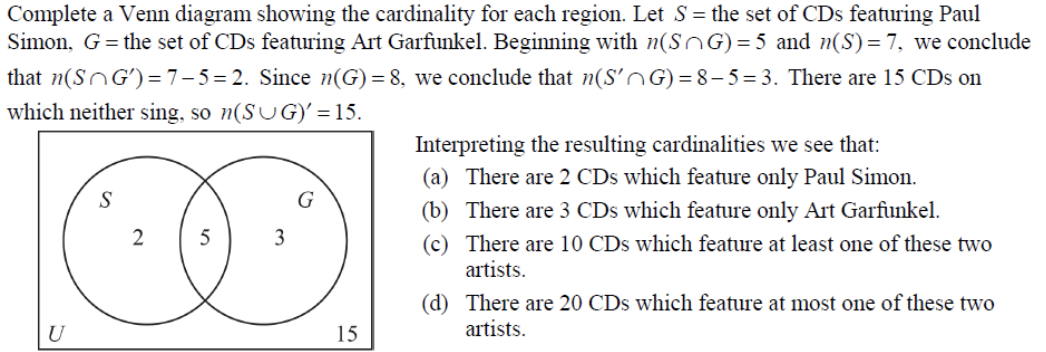 Complete a Venn diagram showing the cardinality for each region. Let S = the set of CDs featuring Paul
Simon, G = the set of CDs featuring Art Garfunkel. Beginning with n(S∩G) = 5 and n(S) = 7, we conclude
that n(S∩G′) = 7 − 5 = 2. Since n(G) = 8, we conclude that n(S′∩G) = 8 − 5 = 3. There are 15 CDs on
which neither sing, so n(S∪G)′ = 15.
S
G
2
5
3
U
15
Interpreting the resulting cardinalities we see that:
(a) There are 2 CDs which feature only Paul Simon.
(b) There are 3 CDs which feature only Art Garfunkel.
(c) There are 10 CDs which feature at least one of these two
artists.
(d) There are 20 CDs which feature at most one of these two
artists.